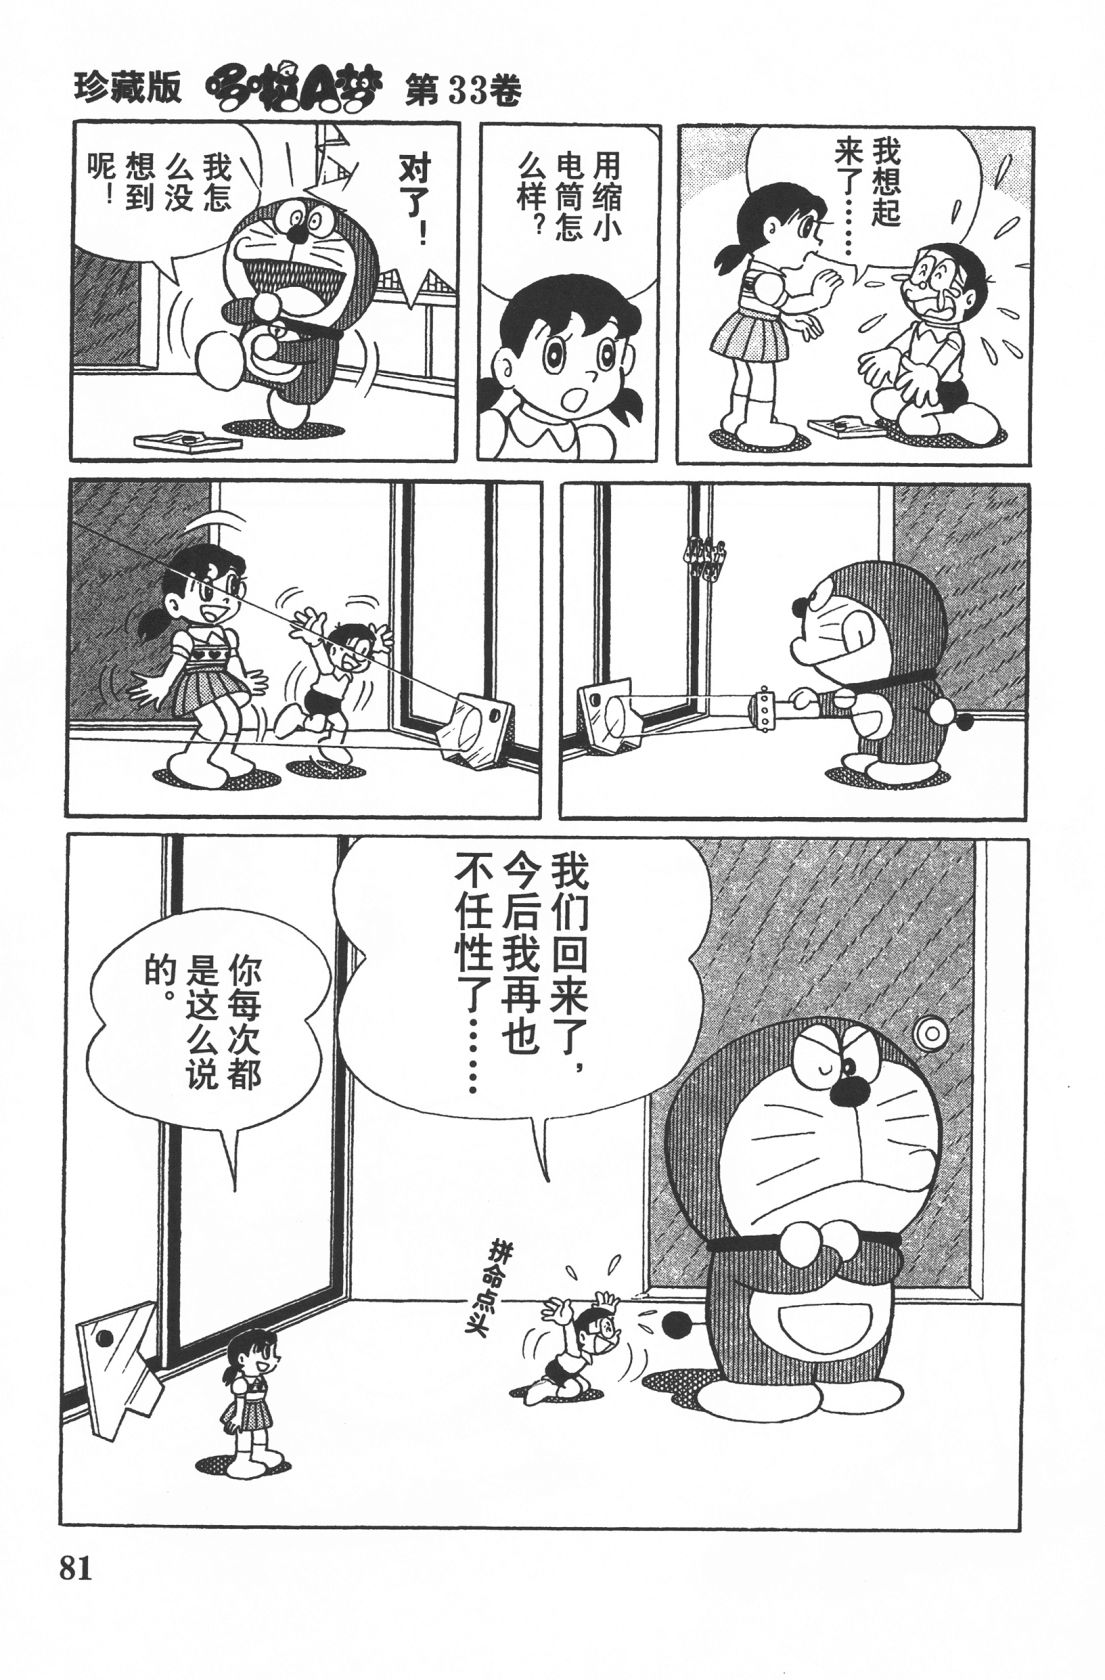 珍藏版 哆啦A梦 第33卷
我想起
来了……
用缩小
电筒怎
么样?
对了!
我怎
么没
想到
呢!
我们回来了,
今后我再也
不任性了……
拼命点头
你每次都
是这么说
的。
81